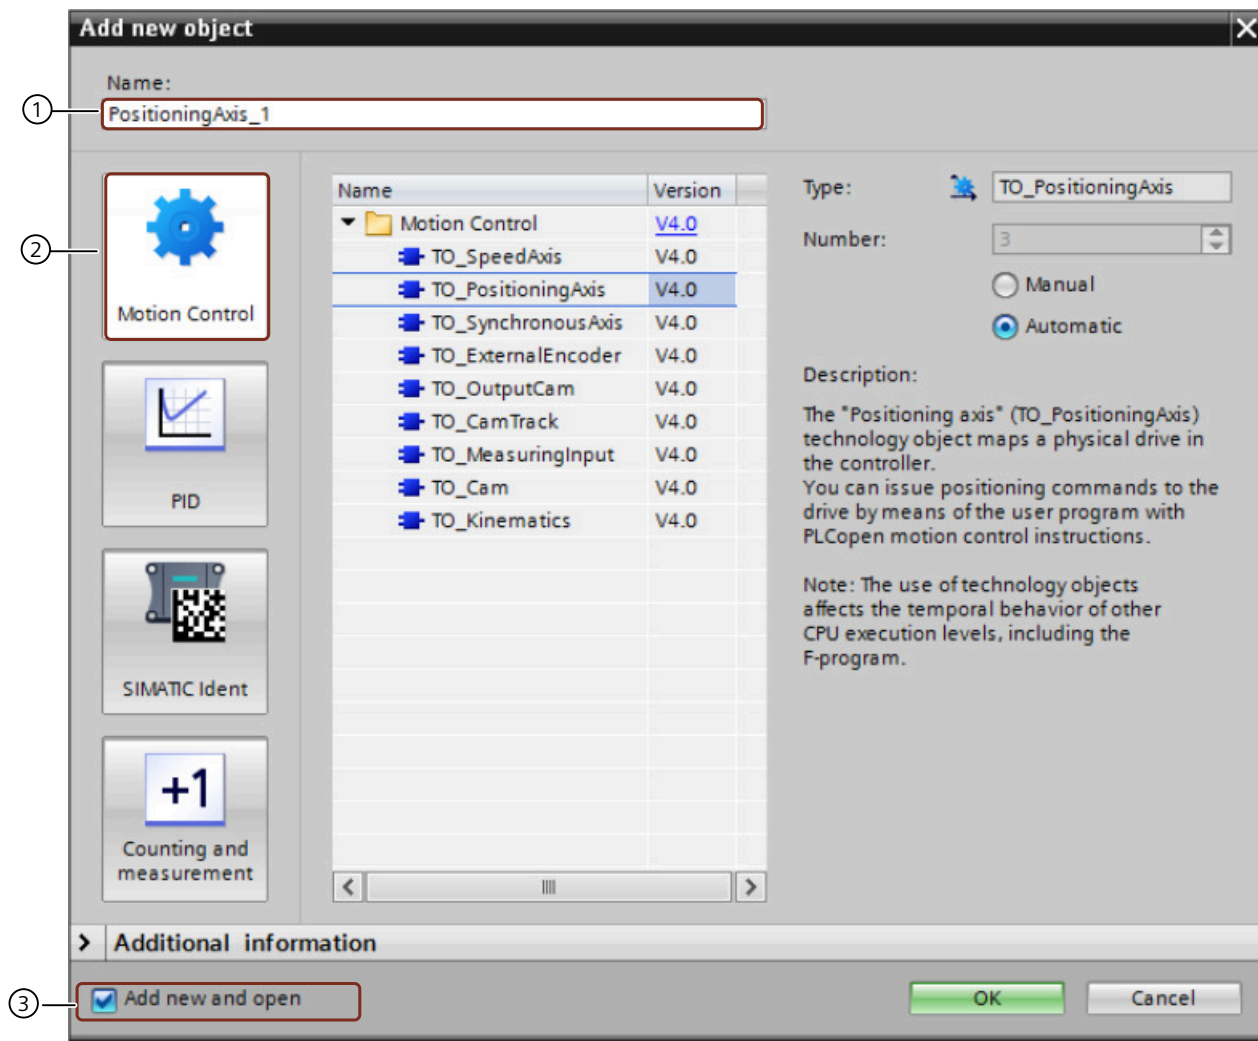 Add new object
Name:
1
PositioningAxis_1
2
Motion Control
PID
SIMATIC Ident
+1
Counting and
measurement
Name Version
Motion Control V4.0
TO_SpeedAxis V4.0
TO_PositioningAxis V4.0
TO_SynchronousAxis V4.0
TO_ExternalEncoder V4.0
TO_OutputCam V4.0
TO_CamTrack V4.0
TO_MeasuringInput V4.0
TO_Cam V4.0
TO_Kinematics V4.0
Type: TO_PositioningAxis
Number: 3
Manual
Automatic
Description:
The "Positioning axis" (TO_PositioningAxis)
technology object maps a physical drive in
the controller.
You can issue positioning commands to the
drive by means of the user program with
PLCopen motion control instructions.
Note: The use of technology objects
affects the temporal behavior of other
CPU execution levels, including the
F-program.
Additional information
3
Add new and open
OK Cancel